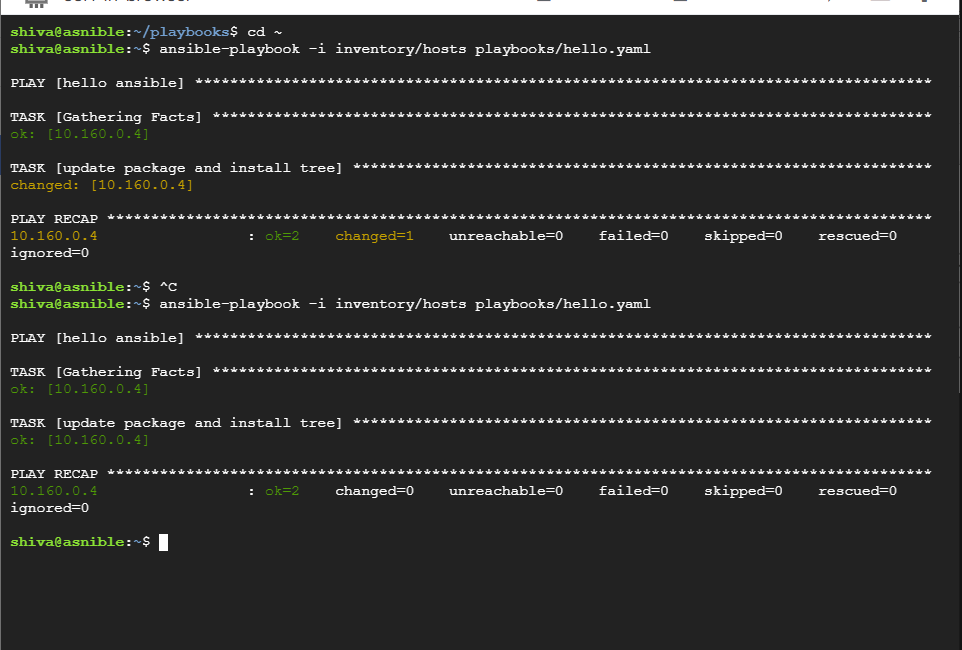 shiva@asnible:~/playbooks$ cd ~
shiva@asnible:~$ ansible-playbook -i inventory/hosts playbooks/hello.yaml
PLAY [hello ansible] ************************************************************************************
TASK [Gathering Facts] **********************************************************************************
ok: [10.160.0.4]
TASK [update package and install tree] ******************************************************************
changed: [10.160.0.4]
PLAY RECAP **********************************************************************************************
10.160.0.4 : ok=2 changed=1 unreachable=0 failed=0 skipped=0 rescued=0
ignored=0
shiva@asnible:~$ ^C
shiva@asnible:~$ ansible-playbook -i inventory/hosts playbooks/hello.yaml
PLAY [hello ansible] ************************************************************************************
TASK [Gathering Facts] **********************************************************************************
ok: [10.160.0.4]
TASK [update package and install tree] ******************************************************************
ok: [10.160.0.4]
PLAY RECAP **********************************************************************************************
10.160.0.4 : ok=2 changed=0 unreachable=0 failed=0 skipped=0 rescued=0
ignored=0
shiva@asnible:~$